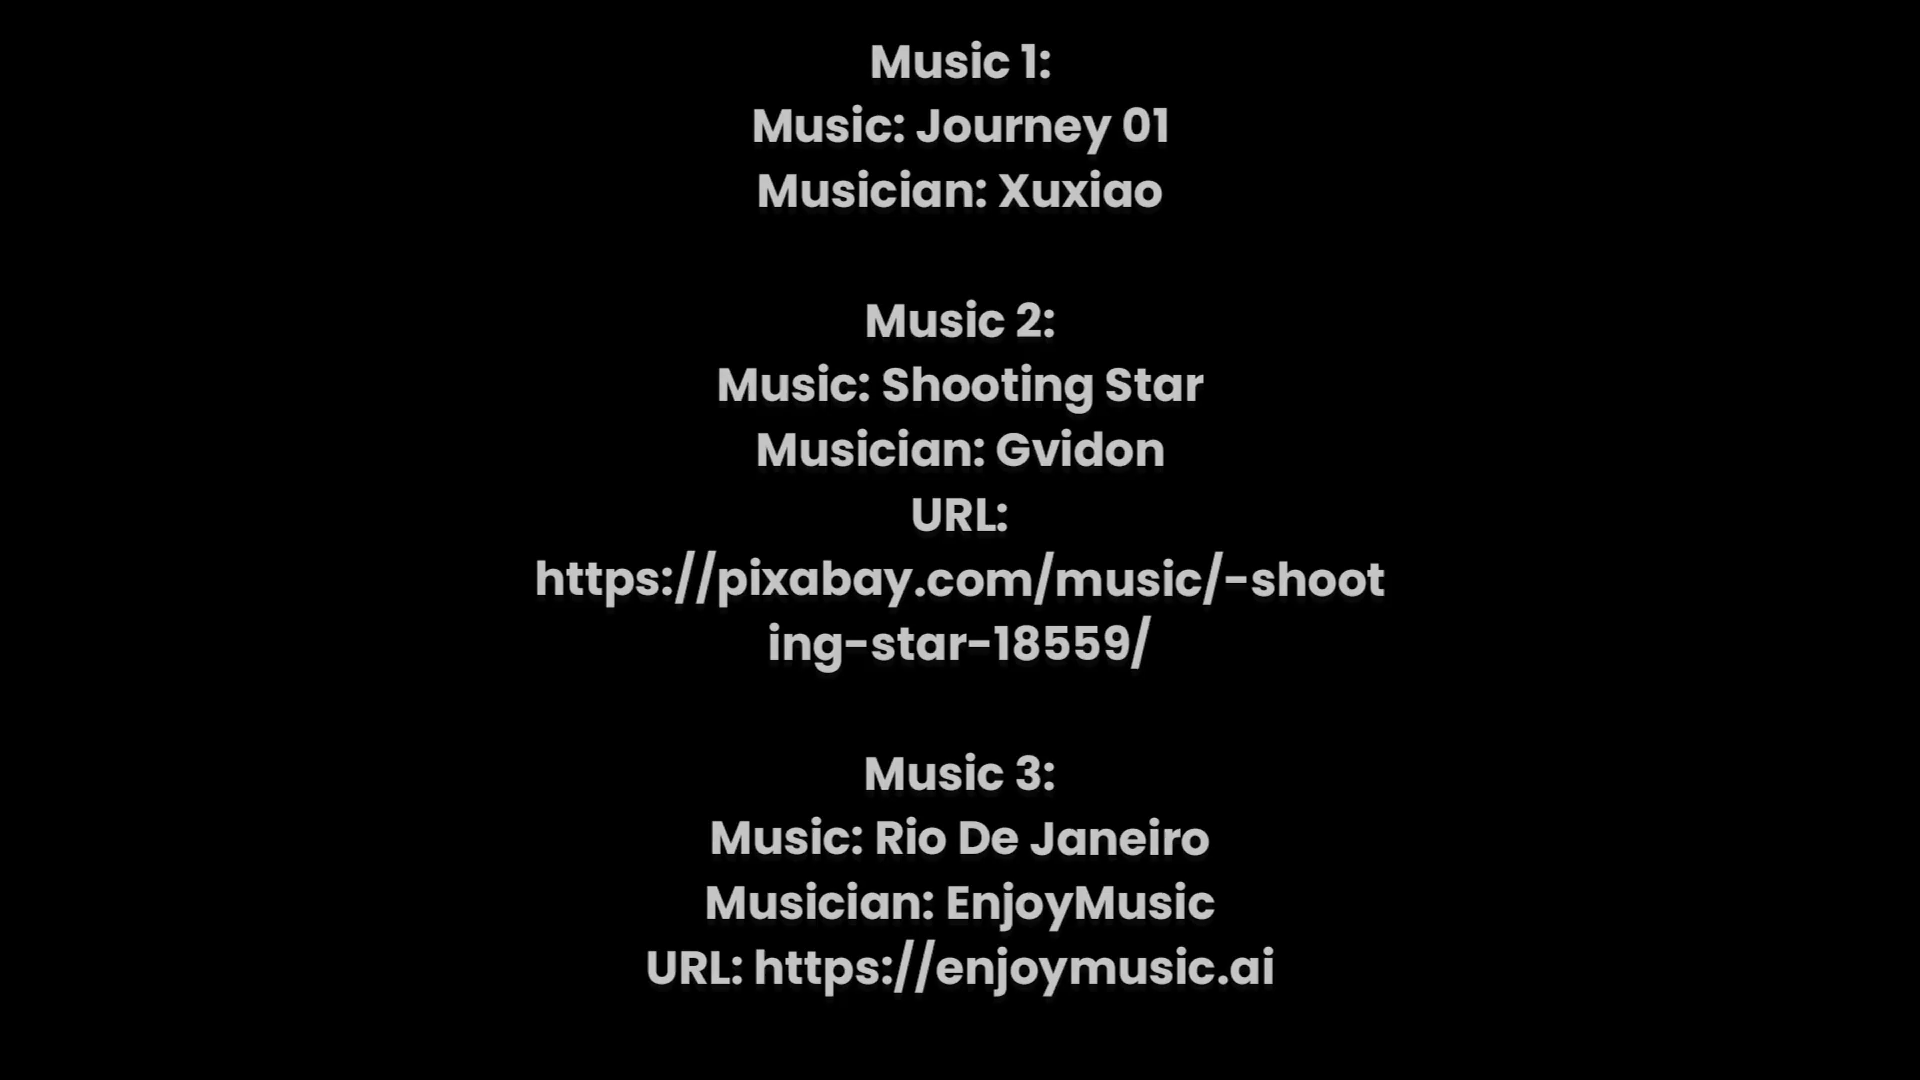 Music 1:
Music: Journey 01
Musician: Xuxiao
Music 2:
Music: Shooting Star
Musician: Gvidon
URL:
https://pixabay.com/music/-shoot
ing-star-18559/
Music 3:
Music: Rio De Janeiro
Musician: EnjoyMusic
URL: https://enjoymusic.ai